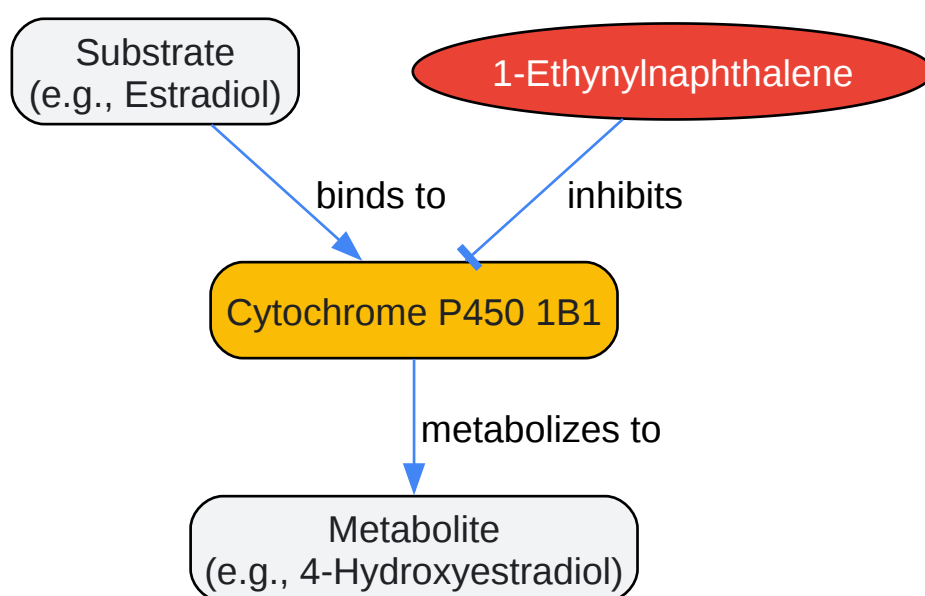 Substrate
(e.g., Estradiol)
1-Ethynylnaphthalene
binds to
inhibits
Cytochrome P450 1B1
metabolizes to
Metabolite
(e.g., 4-Hydroxyestradiol)